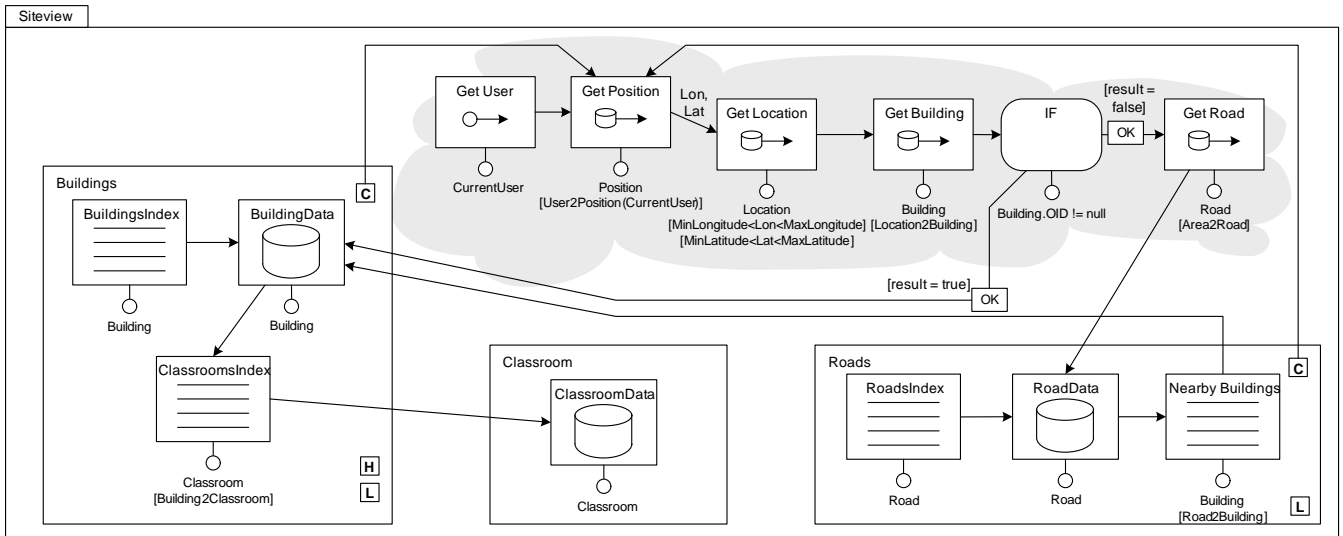 Siteview
Get User
CurrentUser
Get Position
Position
[User2Position(CurrentUser)]
Lon,
Lat
Get Location
Location
[MinLongitude<Lon<MaxLongitude]
[MinLatitude<Lat<MaxLatitude]
Get Building
Building
[Location2Building]
IF
Building.OID != null
[result =
false]
OK
Get Road
Road
[Area2Road]
[result = true]
OK
Buildings
C
BuildingsIndex
Building
BuildingData
Building
ClassroomsIndex
Classroom
[Building2Classroom]
H
L
Classroom
ClassroomData
Classroom
Roads
C
RoadsIndex
Road
RoadData
Road
Nearby Buildings
Building
[Road2Building]
L